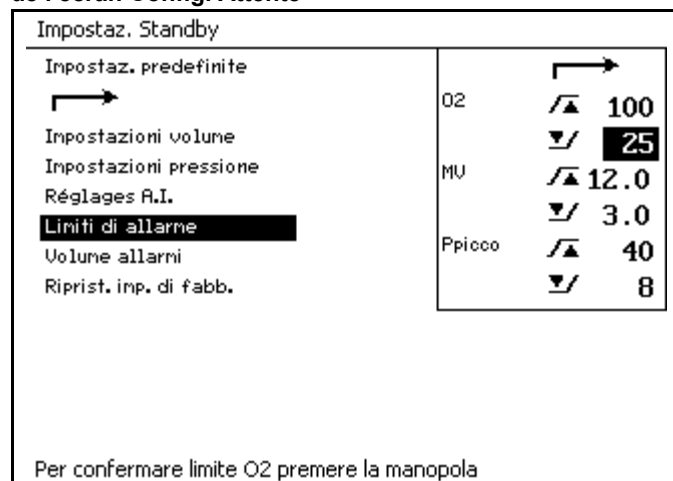 Impostaz. Standby
Impostaz. predefinite
Impostazioni volume
Impostazioni pressione
Réglages A.I.
Limiti di allarme
Volume allarmi
Riprist. imp. di fabb.
O2 100
25
MV 12.0
3.0
Ppicco 40
8
Per confermare limite O2 premere la manopola